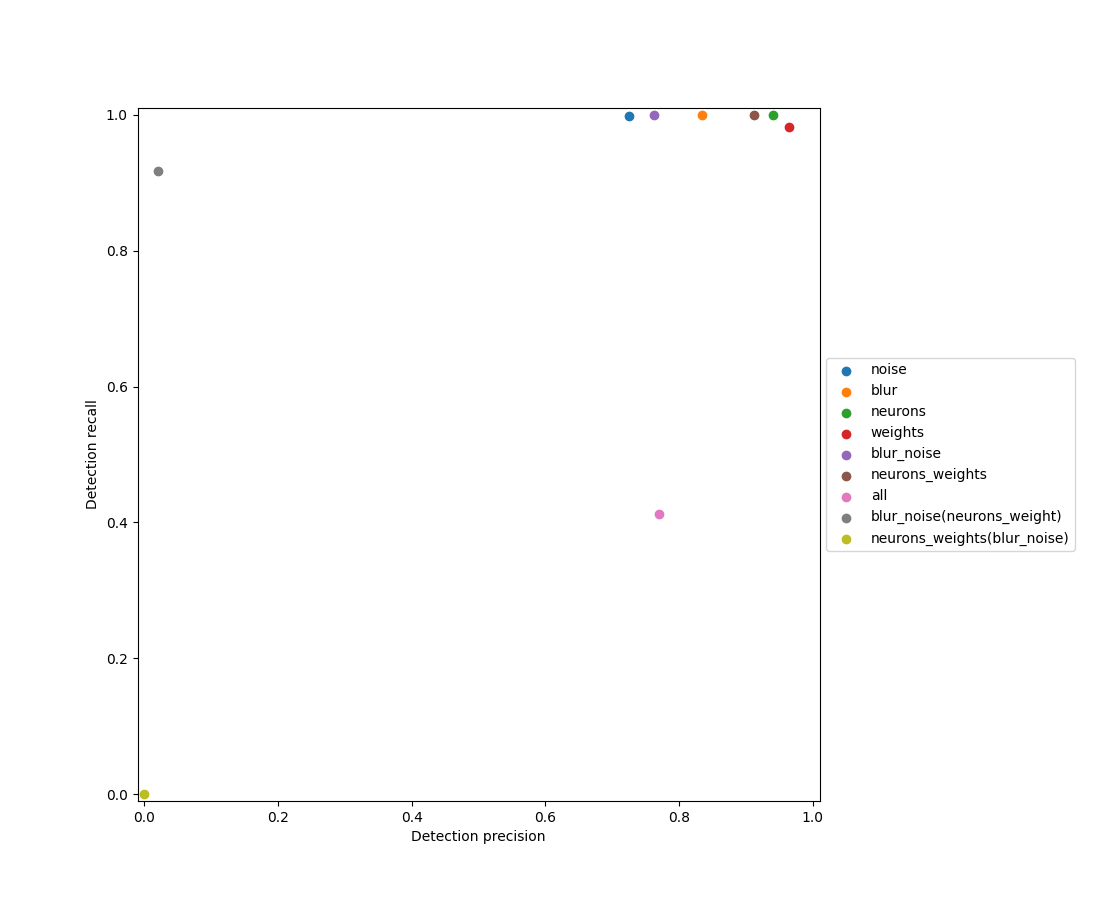 1.0
0.8
0.6
0.4
0.2
0.0
Detection recall
0.0 0.2 0.4 0.6 0.8 1.0
Detection precision
noise
blur
neurons
weights
blur_noise
neurons_weights
all
blur_noise(neurons_weight)
neurons_weights(blur_noise)